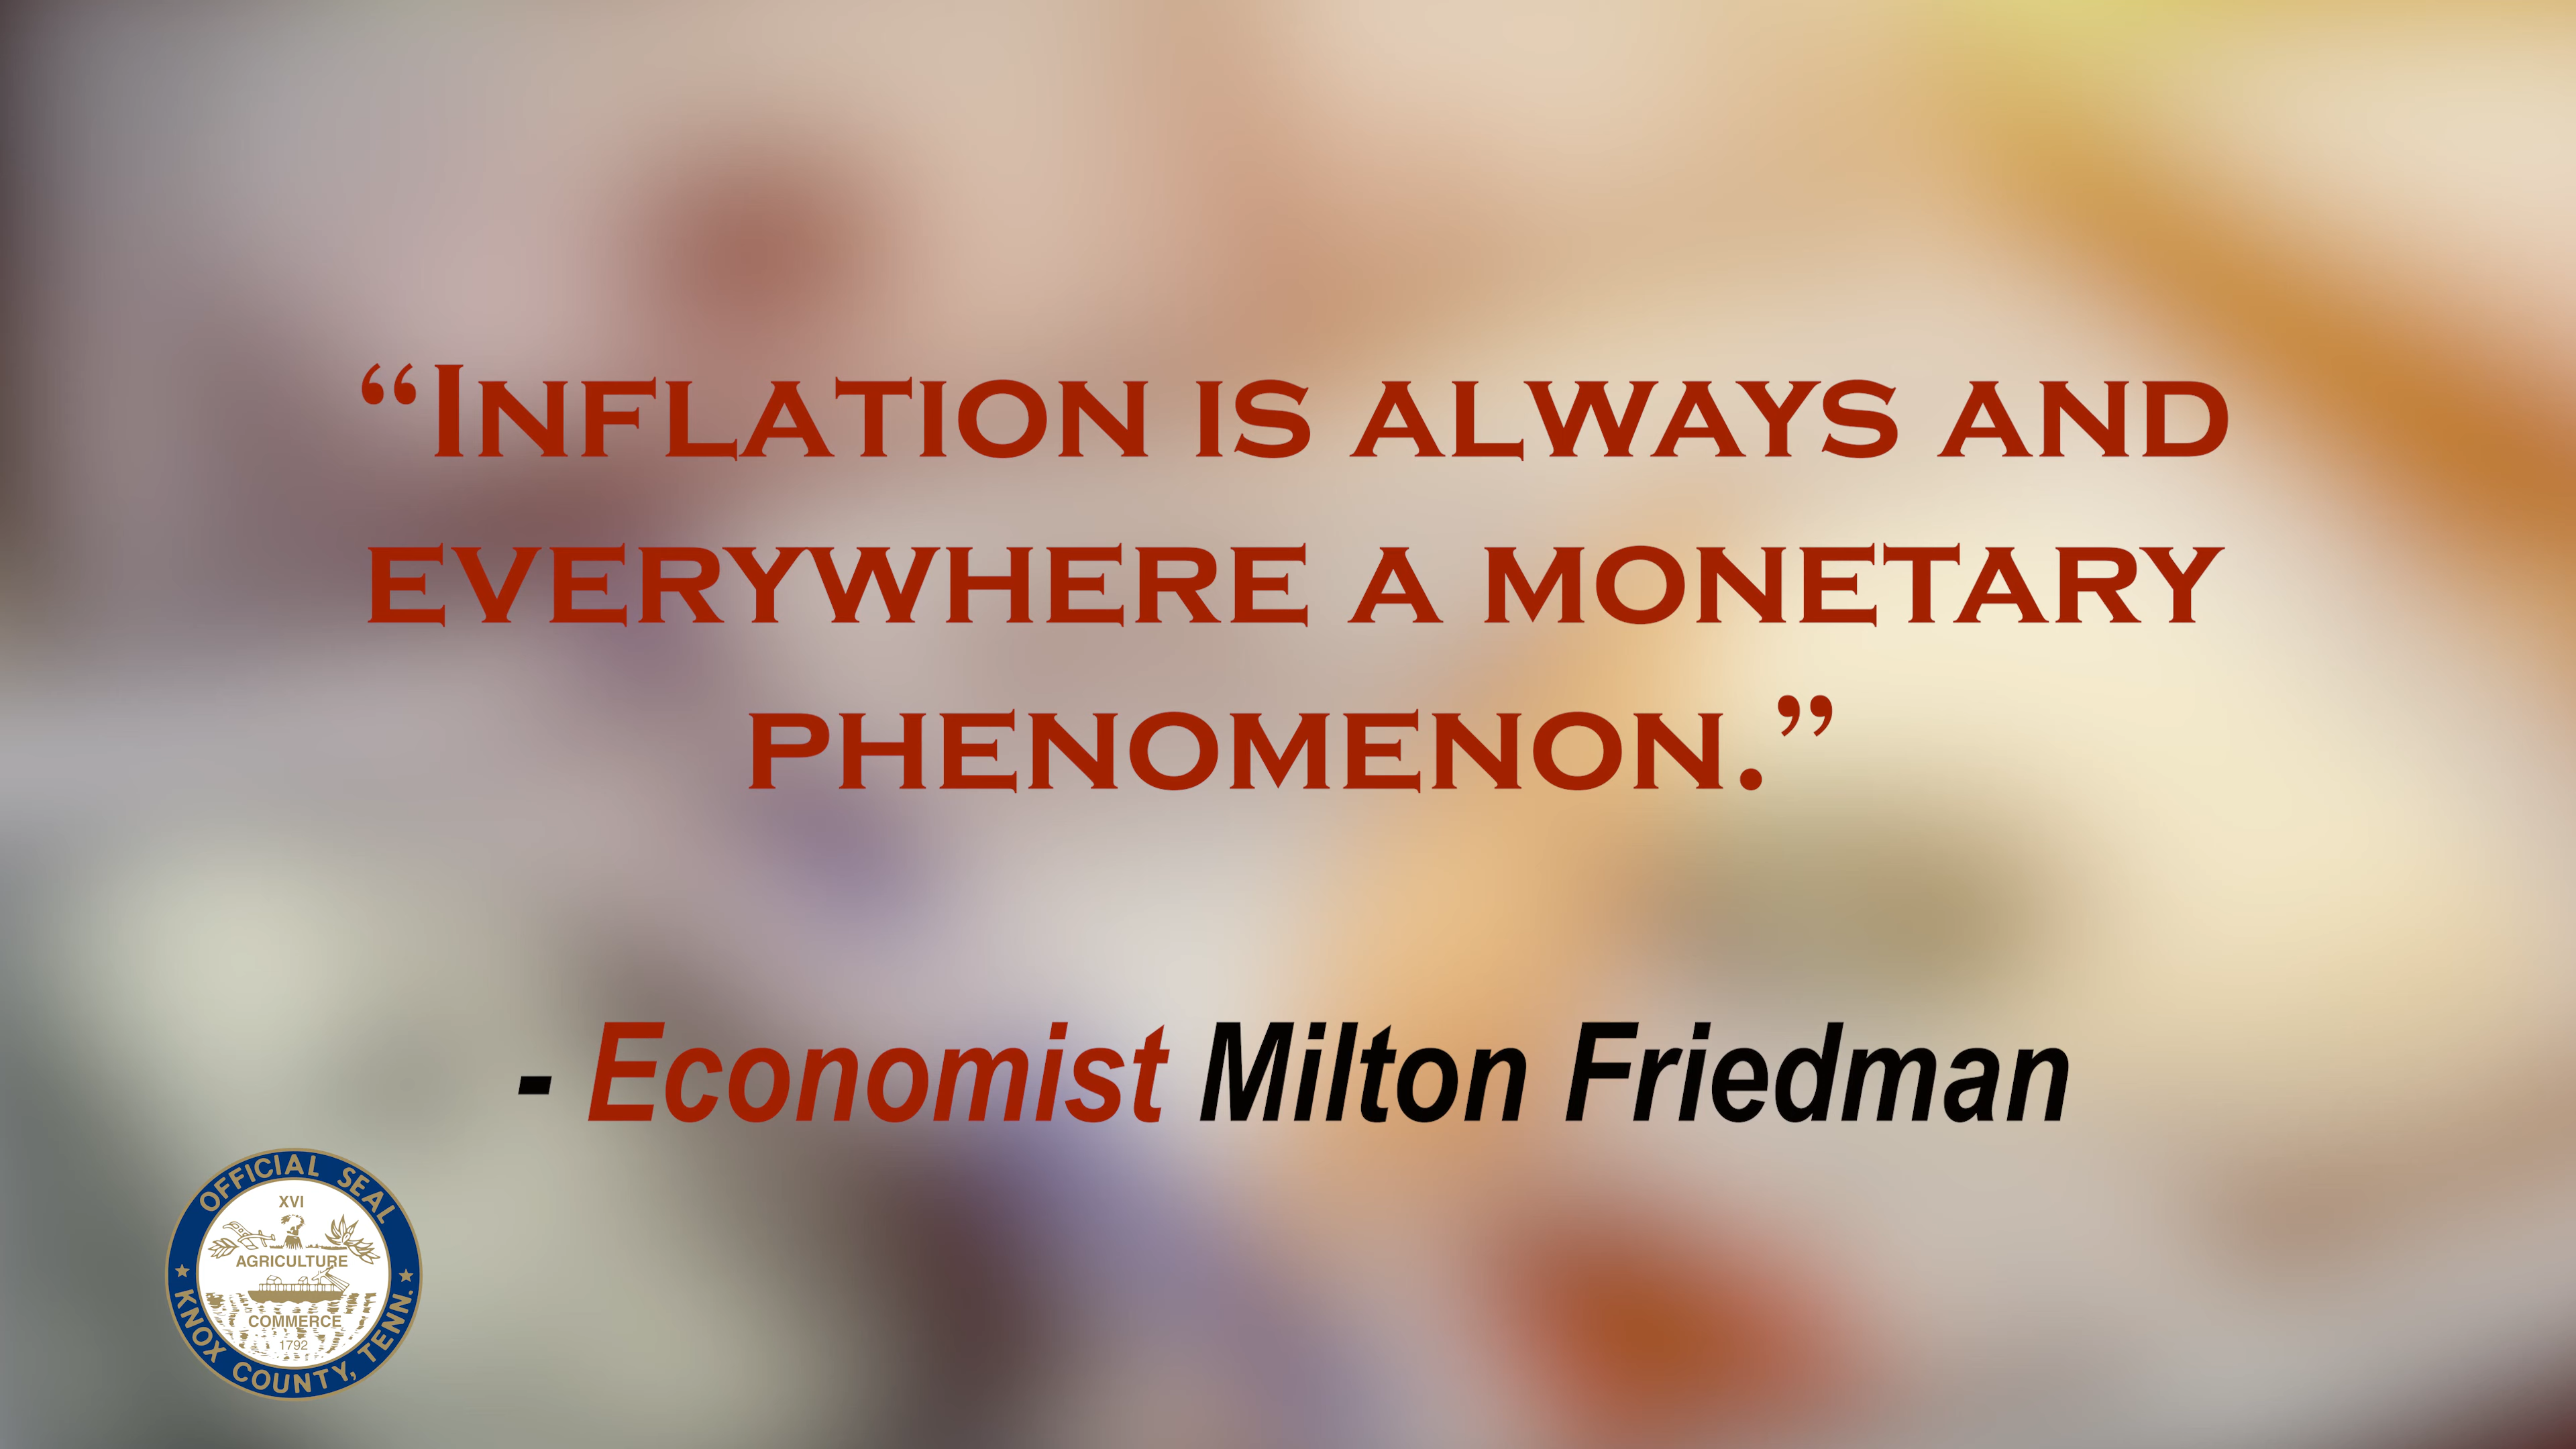 “Inflation is always and
everywhere a monetary
phenomenon.”
- Economist Milton Friedman
OFFICIAL SEAL
XVI
AGRICULTURE
COMMERCE
1792
KNOX COUNTY, TENN.